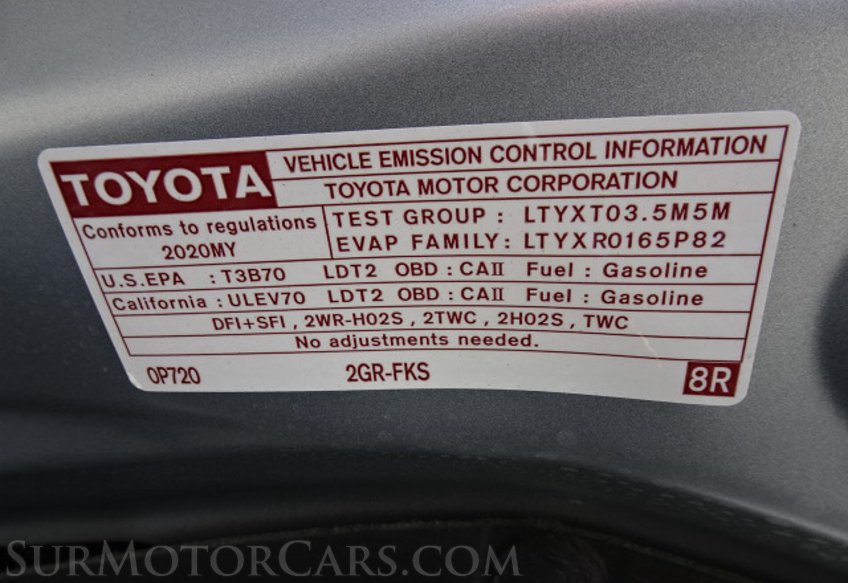 TOYOTA
VEHICLE EMISSION CONTROL INFORMATION
TOYOTA MOTOR CORPORATION
Conforms to regulations
2020MY
TEST GROUP : LTYXT03.5M5M
EVAP FAMILY: LTYXR0165P82
U.S.EPA : T3B70 LDT2 OBD : CAII Fuel : Gasoline
California : ULEV70 LDT2 OBD : CAII Fuel : Gasoline
DFI+SFI , 2WR-HO2S , 2TWC , 2HO2S , TWC
No adjustments needed.
0P720 2GR-FKS 8R
SURMOTORCARS.COM